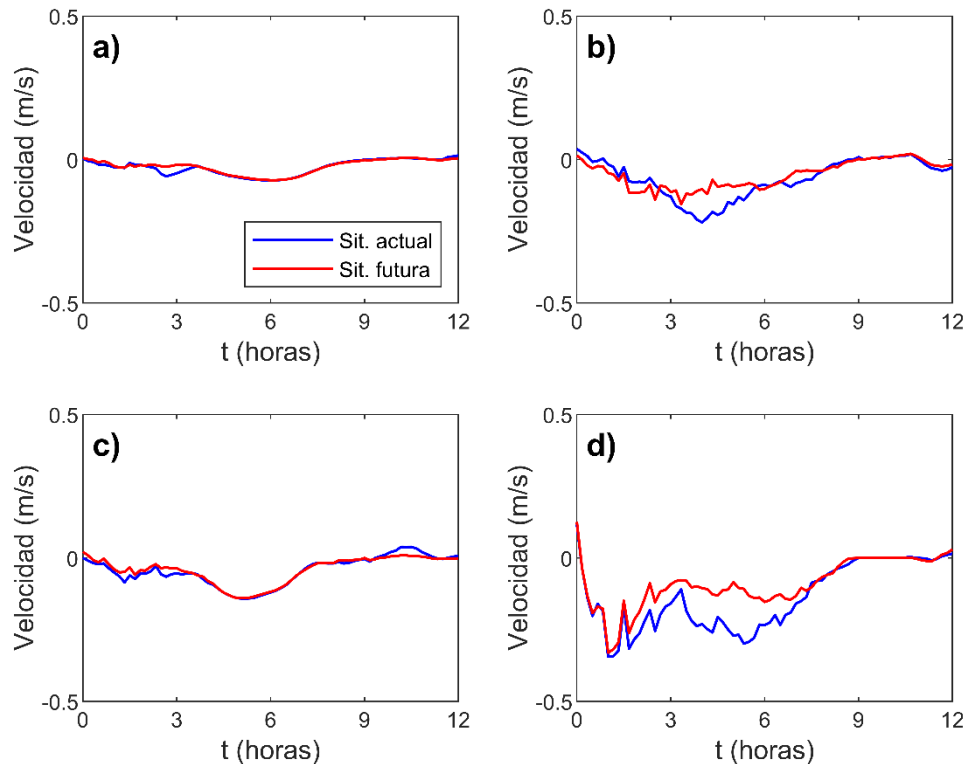 a)
0.5
0
-0.5
Velocidad (m/s)
Sit. actual
Sit. futura
0 3 6 9 12
t (horas)
b)
0.5
0
-0.5
Velocidad (m/s)
0 3 6 9 12
t (horas)
c)
0.5
0
-0.5
Velocidad (m/s)
0 3 6 9 12
t (horas)
d)
0.5
0
-0.5
Velocidad (m/s)
0 3 6 9 12
t (horas)